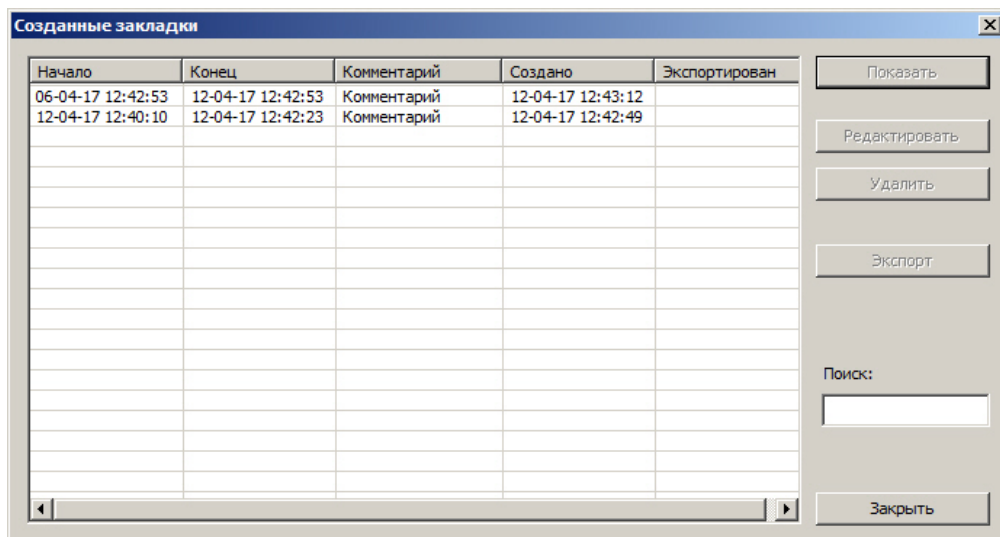 Созданные закладки
Начало Конец Комментарий Создано Экспортирован
06-04-17 12:42:53 12-04-17 12:42:53 Комментарий 12-04-17 12:43:12
12-04-17 12:40:10 12-04-17 12:42:23 Комментарий 12-04-17 12:42:49
Показать
Редактировать
Удалить
Экспорт
Поиск:
Закрыть